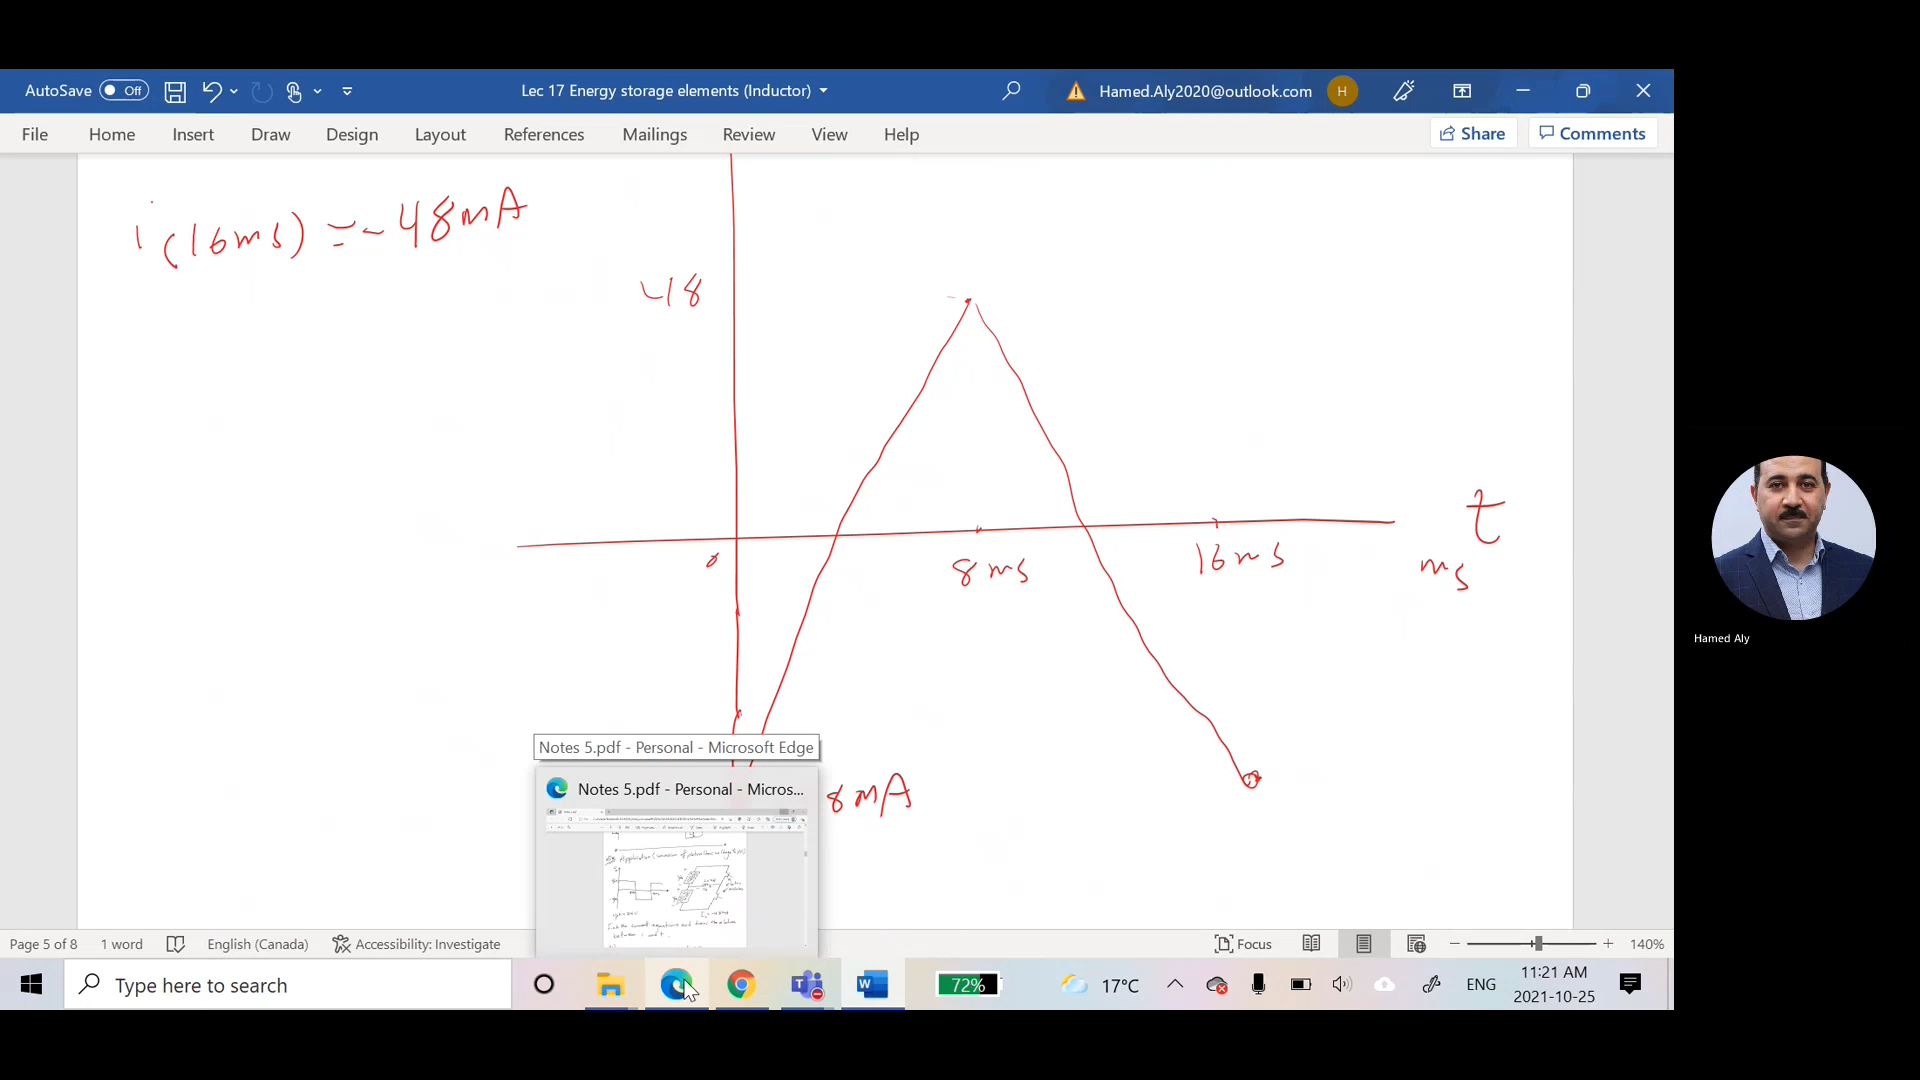 AutoSave Off
Lec 17 Energy storage elements (Inductor)
Hamed.Aly2020@outlook.com
H
File Home Insert Draw Design Layout References Mailings Review View Help
Share Comments
i(16ms) = -48mA
48
t
0
8ms
16ms
ms
8mA
Notes 5.pdf - Personal - Microsoft Edge
Notes 5.pdf - Personal - Micros...
Hamed Aly
Page 5 of 8 1 word English (Canada) Accessibility: Investigate
Focus
140%
Type here to search
72%
17°C
ENG
11:21 AM
2021-10-25